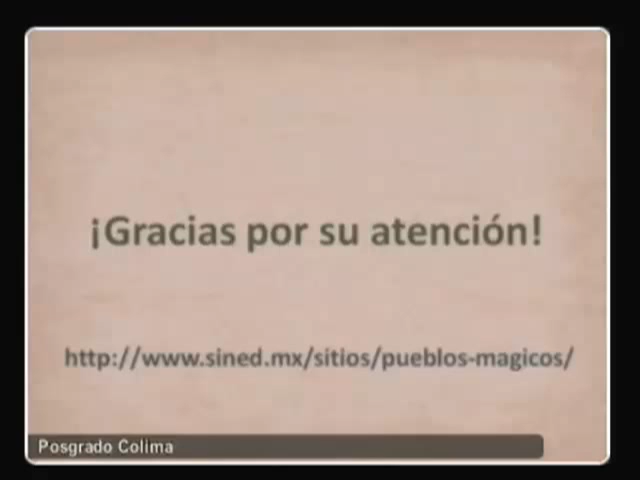 ¡Gracias por su atención!
http://www.sined.mx/sitios/pueblos-magicos/
Posgrado Colima